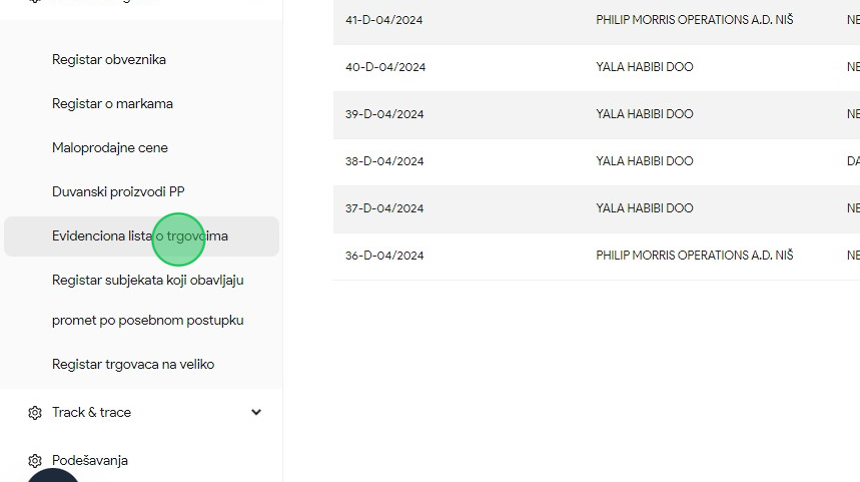 Registar obveznika
Registar o markama
Maloprodajne cene
Duvanski proizvodi PP
Evidenciona lista o trgovcima
Registar subjekata koji obavljaju
promet po posebnom postupku
Registar trgovaca na veliko
Track & trace
Podešavanja
41-D-04/2024 PHILIP MORRIS OPERATIONS A.D. NIŠ NE
40-D-04/2024 YALA HABIBI DOO NE
39-D-04/2024 YALA HABIBI DOO NE
38-D-04/2024 YALA HABIBI DOO DA
37-D-04/2024 YALA HABIBI DOO NE
36-D-04/2024 PHILIP MORRIS OPERATIONS A.D. NIŠ NE